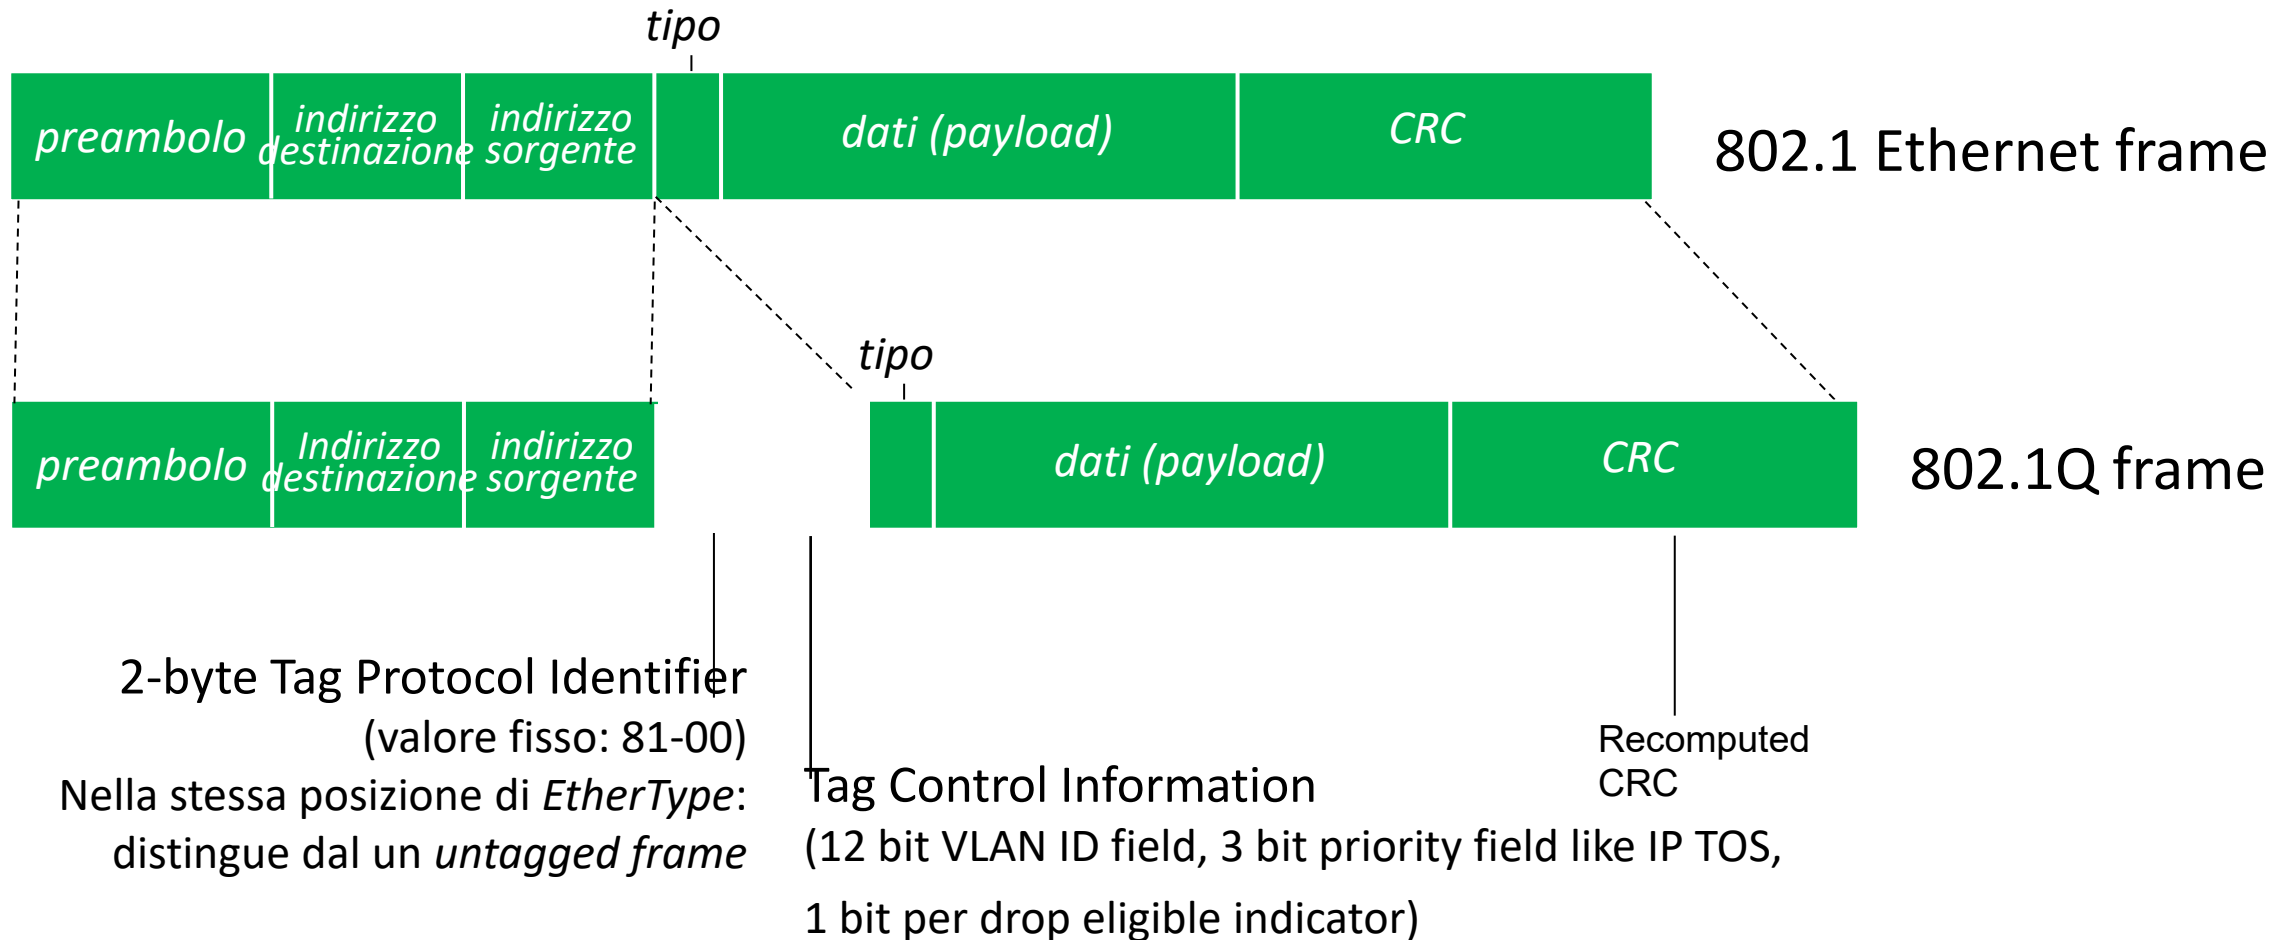 tipo
preambolo
indirizzo
destinazione
indirizzo
sorgente
dati (payload)
CRC
802.1 Ethernet frame
tipo
preambolo
Indirizzo
destinazione
indirizzo
sorgente
dati (payload)
CRC
802.1Q frame
2-byte Tag Protocol Identifier
(valore fisso: 81-00)
Nella stessa posizione di EtherType:
distingue dal un untagged frame
Tag Control Information
(12 bit VLAN ID field, 3 bit priority field like IP TOS,
1 bit per drop eligible indicator)
Recomputed
CRC